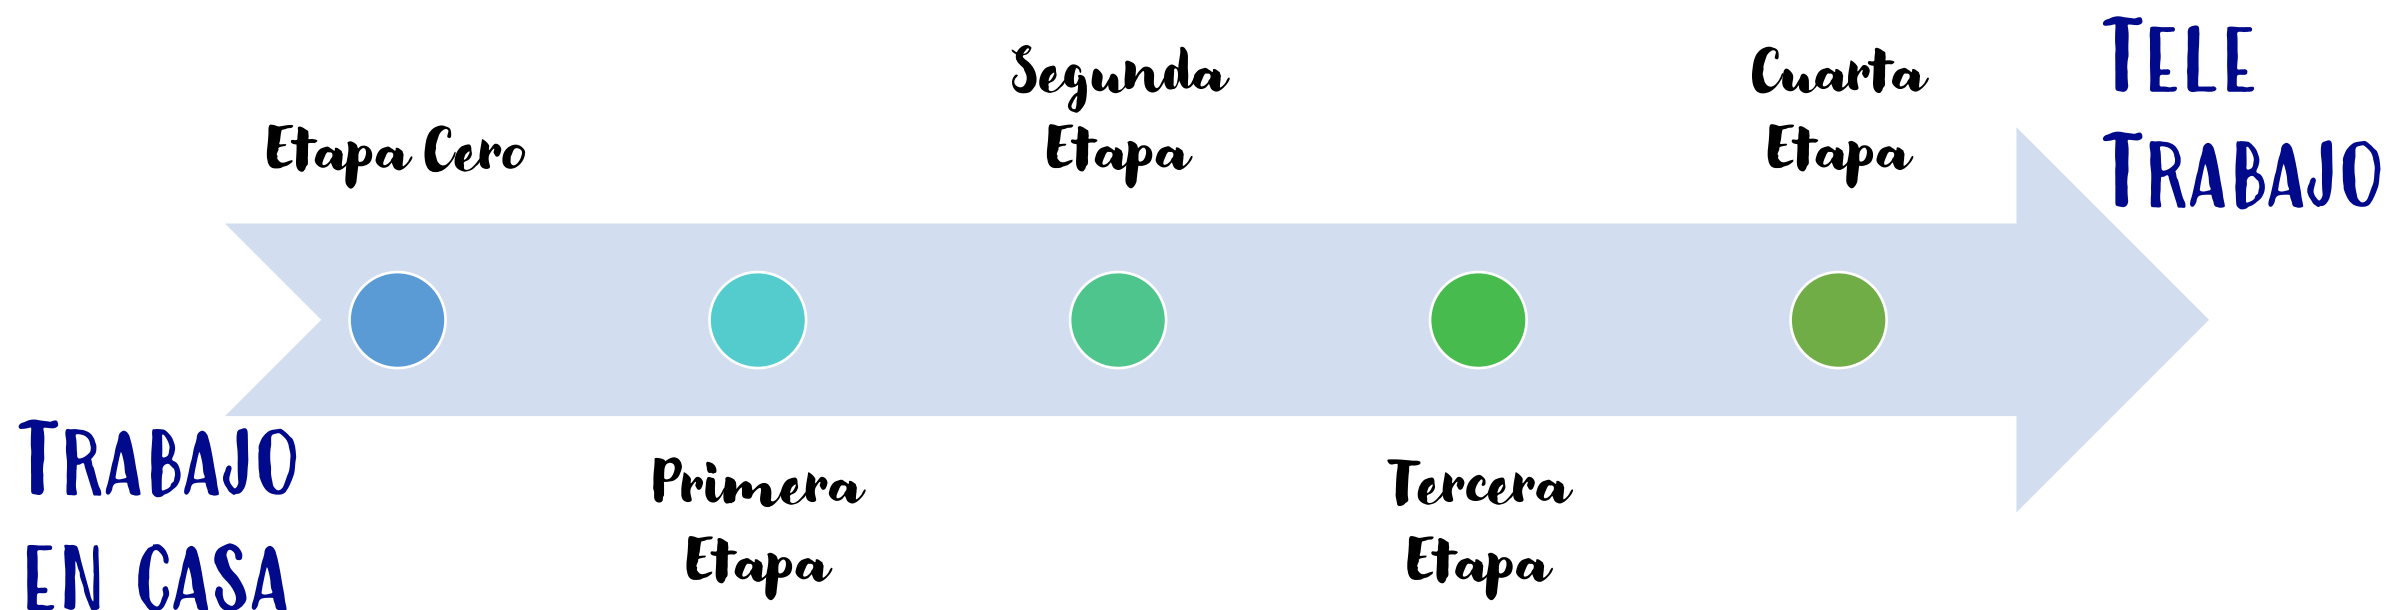 Etapa Cero
Segunda
Etapa
Cuarta
Etapa
TELE
TRABAJO
TRABAJO
EN CASA
Primera
Etapa
Tercera
Etapa